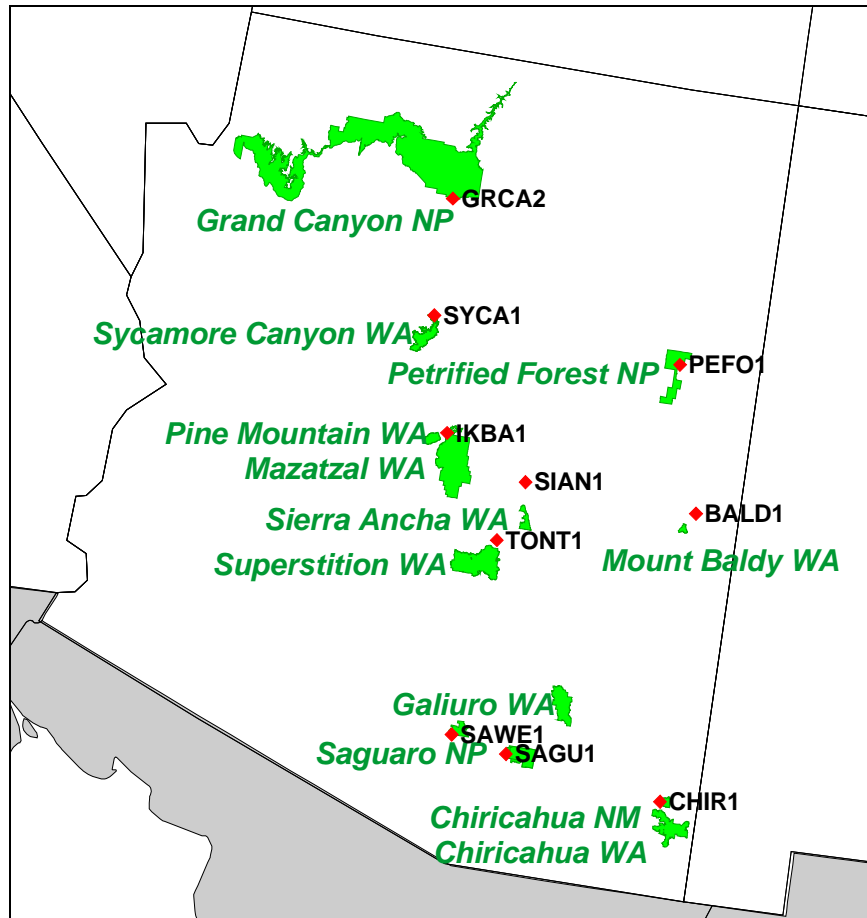 GRCA2
Grand Canyon NP
SYCA1
Sycamore Canyon WA
PEFO1
Petrified Forest NP
Pine Mountain WA
IKBA1
Mazatzal WA
SIAN1
Sierra Ancha WA
BALD1
TONT1
Superstition WA
Mount Baldy WA
Galiuro WA
SAWE1
Saguaro NP
SAGU1
CHIR1
Chiricahua NM
Chiricahua WA